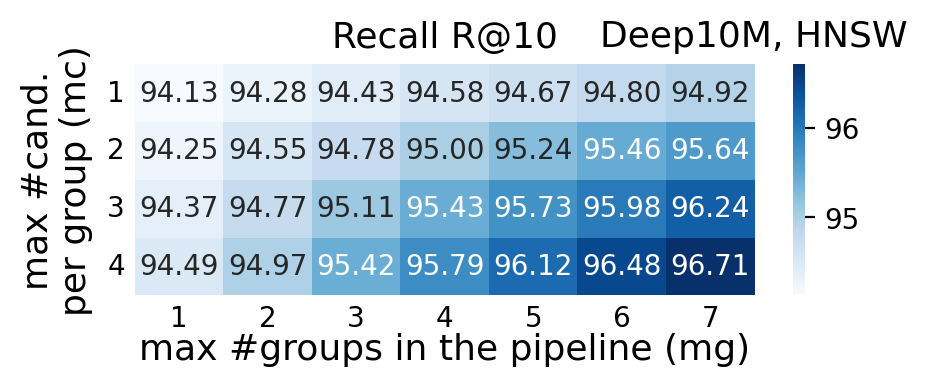 Recall R@10 Deep10M, HNSW
max #cand.
per group (mc)
1 94.13 94.28 94.43 94.58 94.67 94.80 94.92
2 94.25 94.55 94.78 95.00 95.24 95.46 95.64
3 94.37 94.77 95.11 95.43 95.73 95.98 96.24
4 94.49 94.97 95.42 95.79 96.12 96.48 96.71
1 2 3 4 5 6 7
max #groups in the pipeline (mg)
96
95